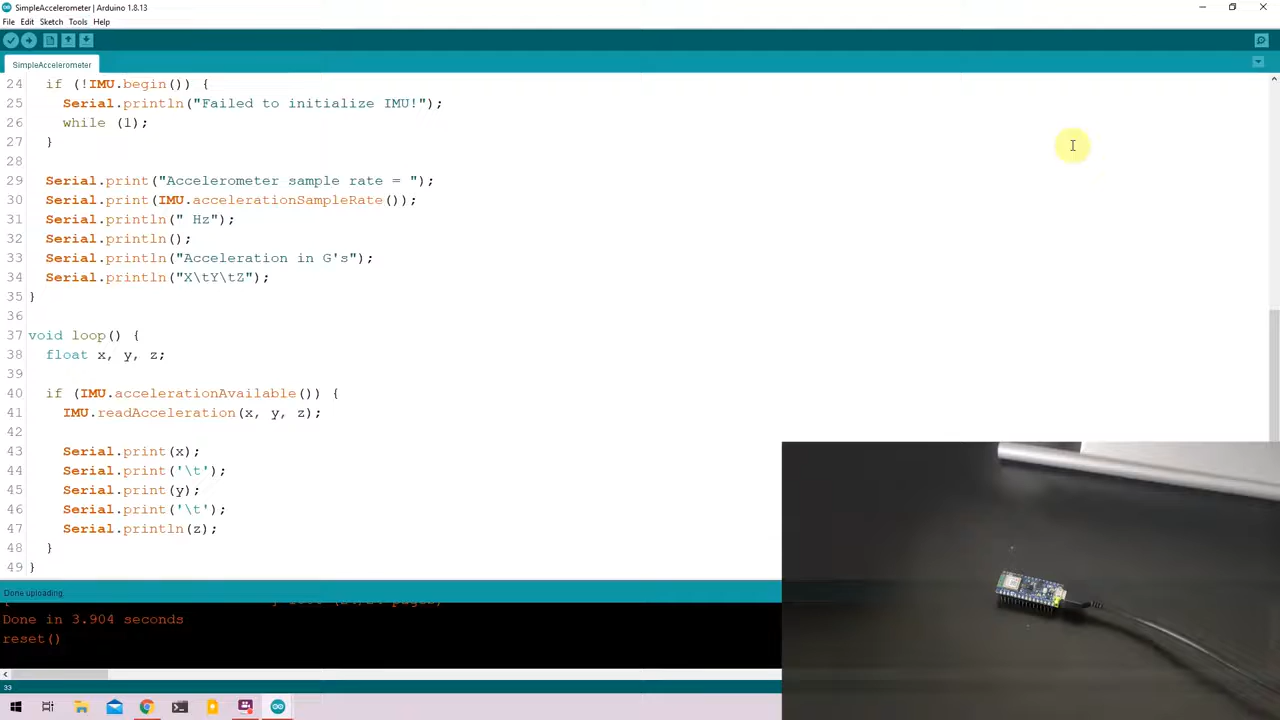 SimpleAccelerometer | Arduino 1.8.13
File Edit Sketch Tools Help
SimpleAccelerometer
24 if (!IMU.begin()) {
25 Serial.println("Failed to initialize IMU!");
26 while (1);
27 }
28
29 Serial.print("Accelerometer sample rate = ");
30 Serial.print(IMU.accelerationSampleRate());
31 Serial.println(" Hz");
32 Serial.println();
33 Serial.println("Acceleration in G's");
34 Serial.println("X\tY\tZ");
35 }
36
37 void loop() {
38 float x, y, z;
39
40 if (IMU.accelerationAvailable()) {
41 IMU.readAcceleration(x, y, z);
42
43 Serial.print(x);
44 Serial.print('\t');
45 Serial.print(y);
46 Serial.print('\t');
47 Serial.println(z);
48 }
49 }
Done uploading.
Done in 3.904 seconds
reset()
33